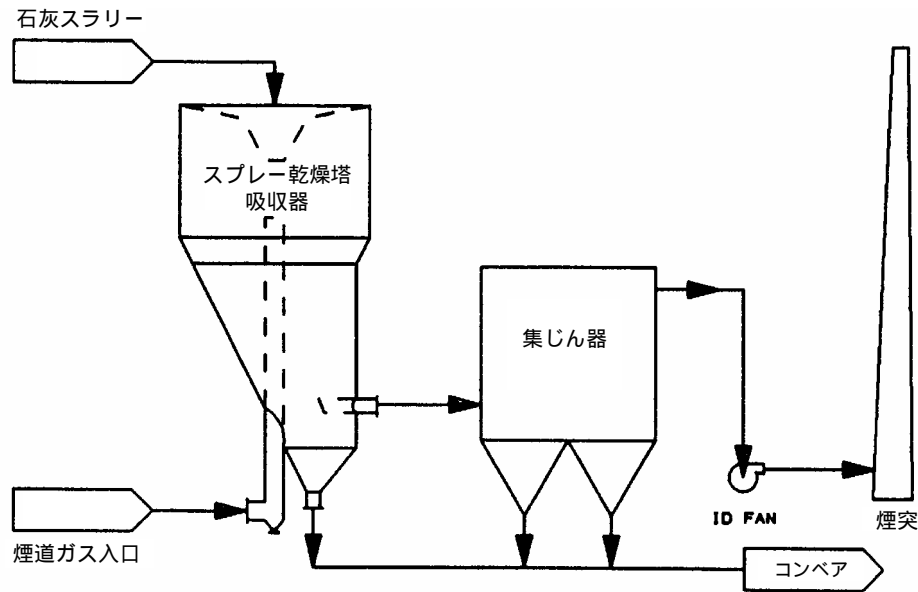 石灰スラリー
スプレー乾燥塔
吸収器
集じん器
ID FAN
煙突
煙道ガス入口
コンベア